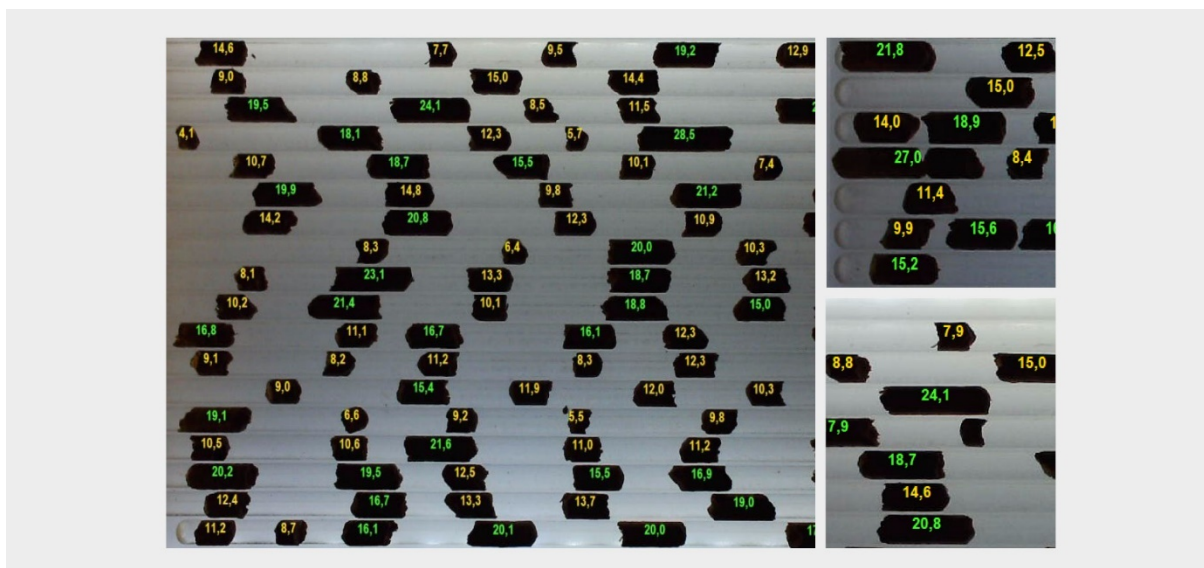 14,6 7,7 9,5 19,2 12,9
9,0 8,8 15,0 14,4
19,5 24,1 8,5 11,5
4,1 18,1 12,3 5,7 28,5
10,7 18,7 15,5 10,1 7,4
19,9 14,8 9,8 21,2
14,2 20,8 12,3 10,9
8,3 6,4 20,0 10,3
8,1 23,1 13,3 18,7 13,2
10,2 21,4 10,1 18,8 15,0
16,8 11,1 16,7 16,1 12,3
9,1 8,2 11,2 8,3 12,3
9,0 15,4 11,9 12,0 10,3
19,1 6,6 9,2 5,5 9,8
10,5 10,6 21,6 11,0 11,2
20,2 19,5 12,5 15,5 16,9
12,4 16,7 13,3 13,7 19,0
11,2 8,7 16,1 20,1 20,0
21,8 12,5
15,0
14,0 18,9
27,0 8,4
11,4
9,9 15,6
15,2
7,9
8,8 15,0
24,1
7,9
18,7
14,6
20,8